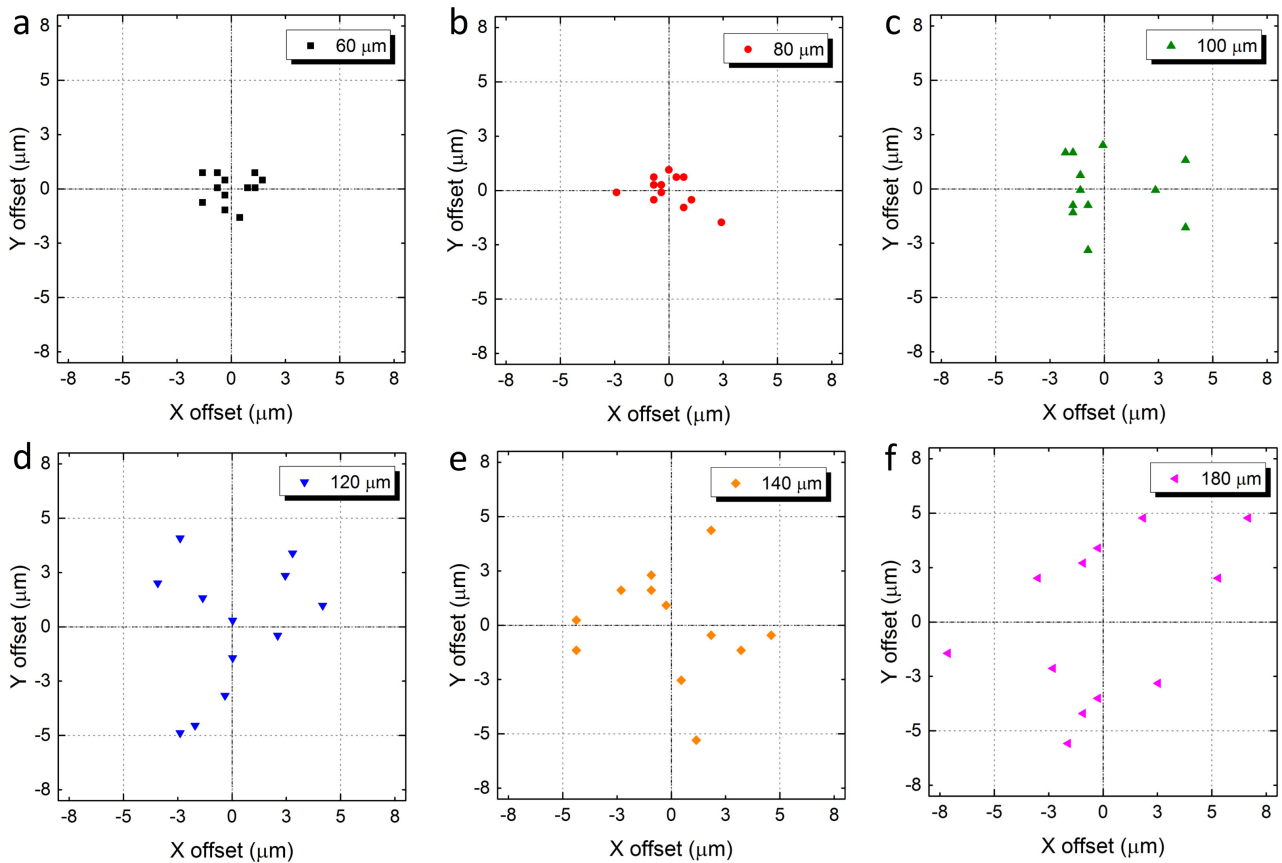 a
60 μm
8
5
3
0
-3
-5
-8
Y offset (μm)
-8 -5 -3 0 3 5 8
X offset (μm)
b
80 μm
8
5
3
0
-3
-5
-8
Y offset (μm)
-8 -5 -3 0 3 5 8
X offset (μm)
c
100 μm
8
5
3
0
-3
-5
-8
Y offset (μm)
-8 -5 -3 0 3 5 8
X offset (μm)
d
120 μm
8
5
3
0
-3
-5
-8
Y offset (μm)
-8 -5 -3 0 3 5 8
X offset (μm)
e
140 μm
8
5
3
0
-3
-5
-8
Y offset (μm)
-8 -5 -3 0 3 5 8
X offset (μm)
f
180 μm
8
5
3
0
-3
-5
-8
Y offset (μm)
-8 -5 -3 0 3 5 8
X offset (μm)